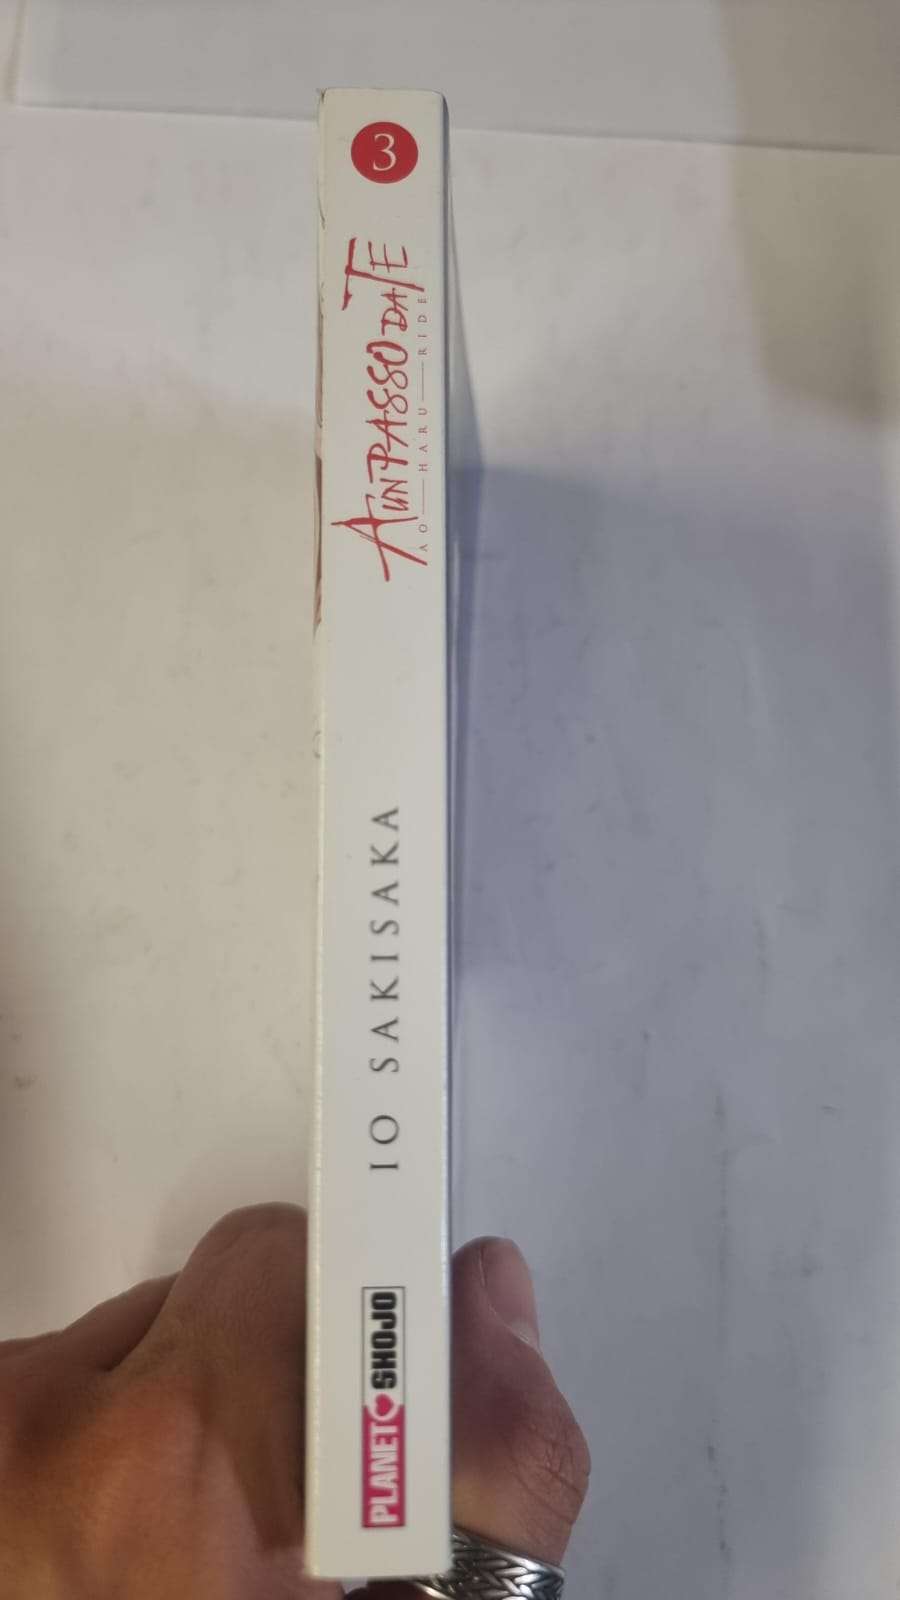 3
A UN PASSO DA TE
AO HARU RIDE
IO SAKISAKA
PLANET SHOJO